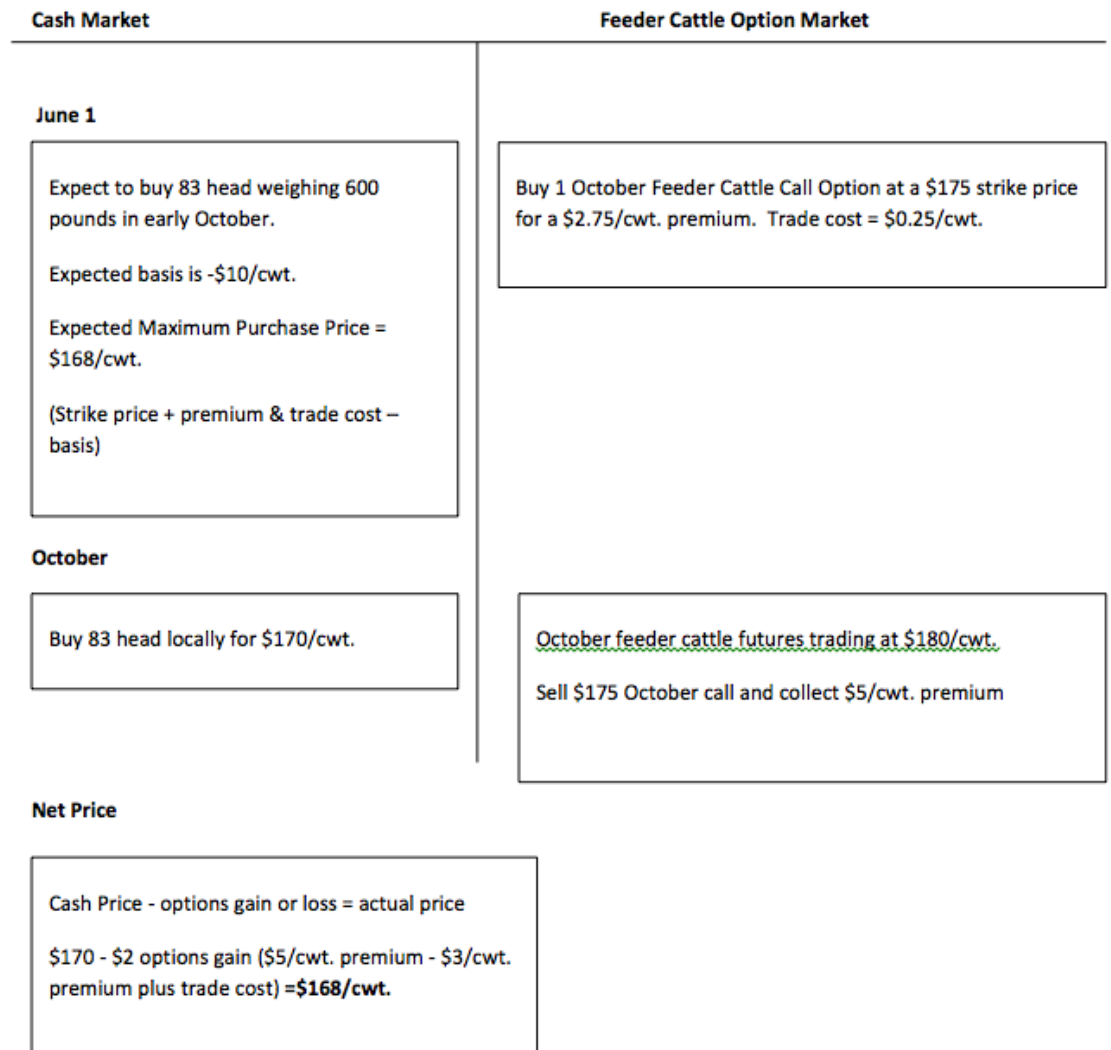 Cash Market
Feeder Cattle Option Market
June 1
Expect to buy 83 head weighing 600
pounds in early October.
Expected basis is -$10/cwt.
Expected Maximum Purchase Price =
$168/cwt.
(Strike price + premium & trade cost –
basis)
Buy 1 October Feeder Cattle Call Option at a $175 strike price
for a $2.75/cwt. premium.  Trade cost = $0.25/cwt.
October
Buy 83 head locally for $170/cwt.
October feeder cattle futures trading at $180/cwt.
Sell $175 October call and collect $5/cwt. premium
Net Price
Cash Price - options gain or loss = actual price
$170 - $2 options gain ($5/cwt. premium - $3/cwt.
premium plus trade cost) =$168/cwt.